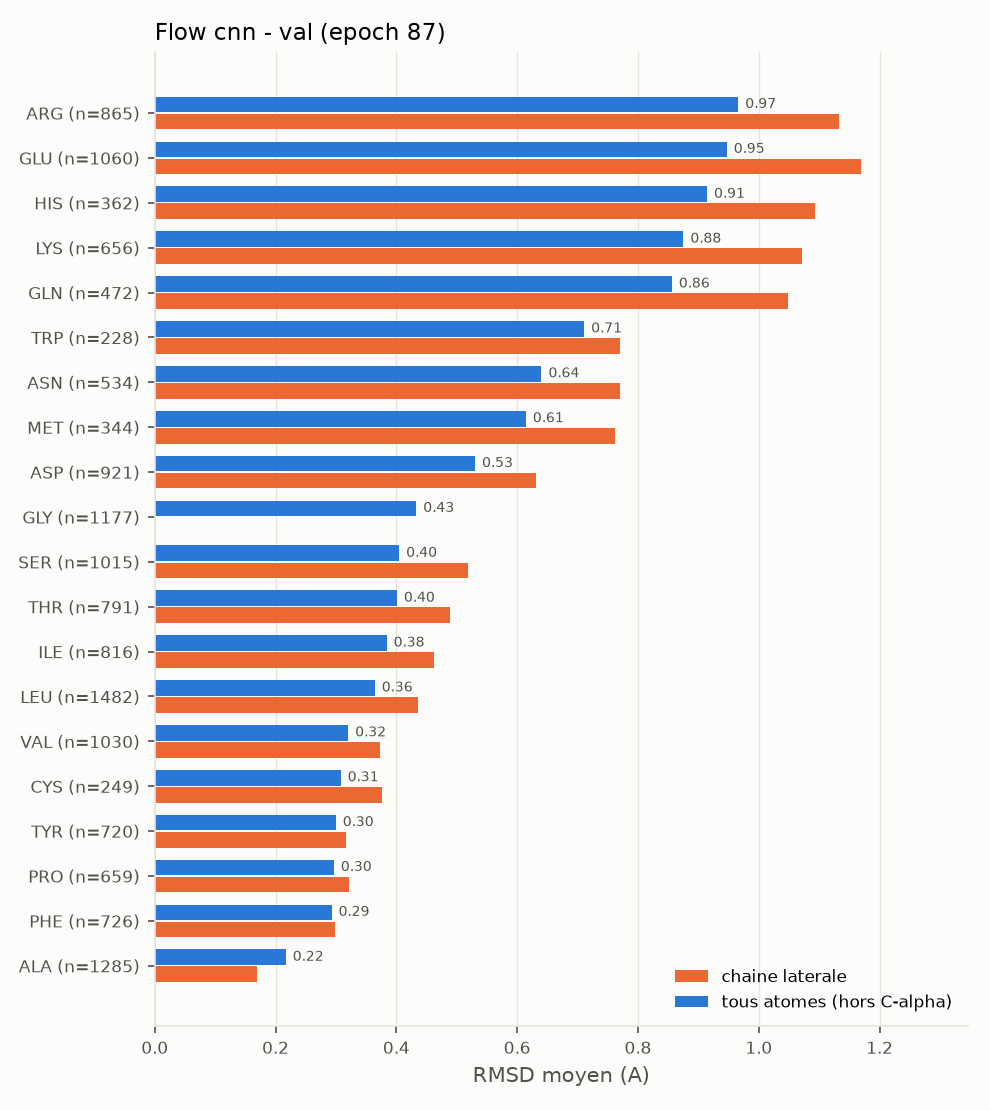 Flow cnn - val (epoch 87)
ARG (n=865)
0.97
GLU (n=1060)
0.95
HIS (n=362)
0.91
LYS (n=656)
0.88
GLN (n=472)
0.86
TRP (n=228)
0.71
ASN (n=534)
0.64
MET (n=344)
0.61
ASP (n=921)
0.53
GLY (n=1177)
0.43
SER (n=1015)
0.40
THR (n=791)
0.40
ILE (n=816)
0.38
LEU (n=1482)
0.36
VAL (n=1030)
0.32
CYS (n=249)
0.31
TYR (n=720)
0.30
PRO (n=659)
0.30
PHE (n=726)
0.29
ALA (n=1285)
0.22
chaine laterale
tous atomes (hors C-alpha)
0.0 0.2 0.4 0.6 0.8 1.0 1.2
RMSD moyen (A)